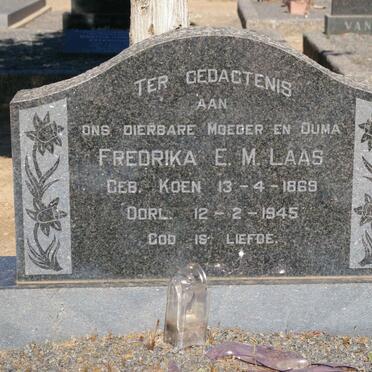 VAN
TER GEDAGTENIS
AAN
ONS DIERBARE MOEDER EN OUMA
FREDRIKA E. M. LAAS
GEB. KOEN 13-4-1869
OORL. 12-2-1945
GOD IS LIEFDE.